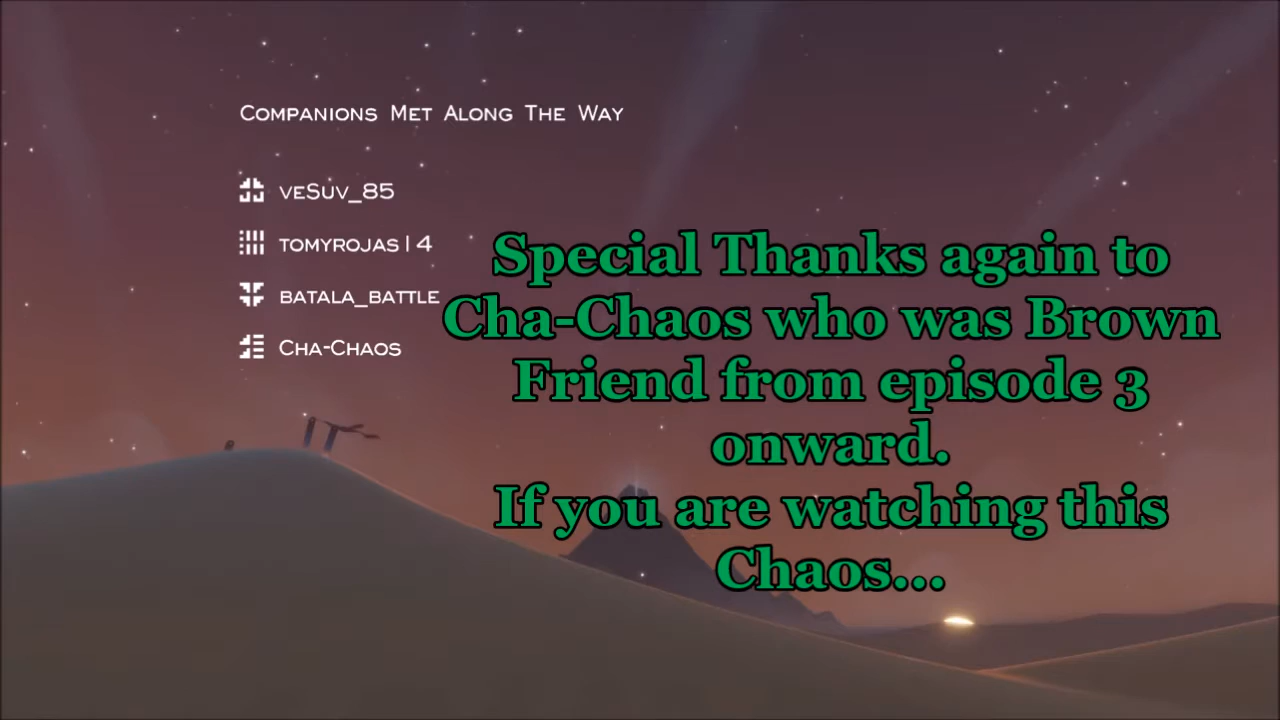 Companions Met Along The Way
veSuv_85
tomyrojas14
batala_battle
Cha-Chaos
Special Thanks again to
Cha-Chaos who was Brown
Friend from episode 3
onward.
If you are watching this
Chaos...